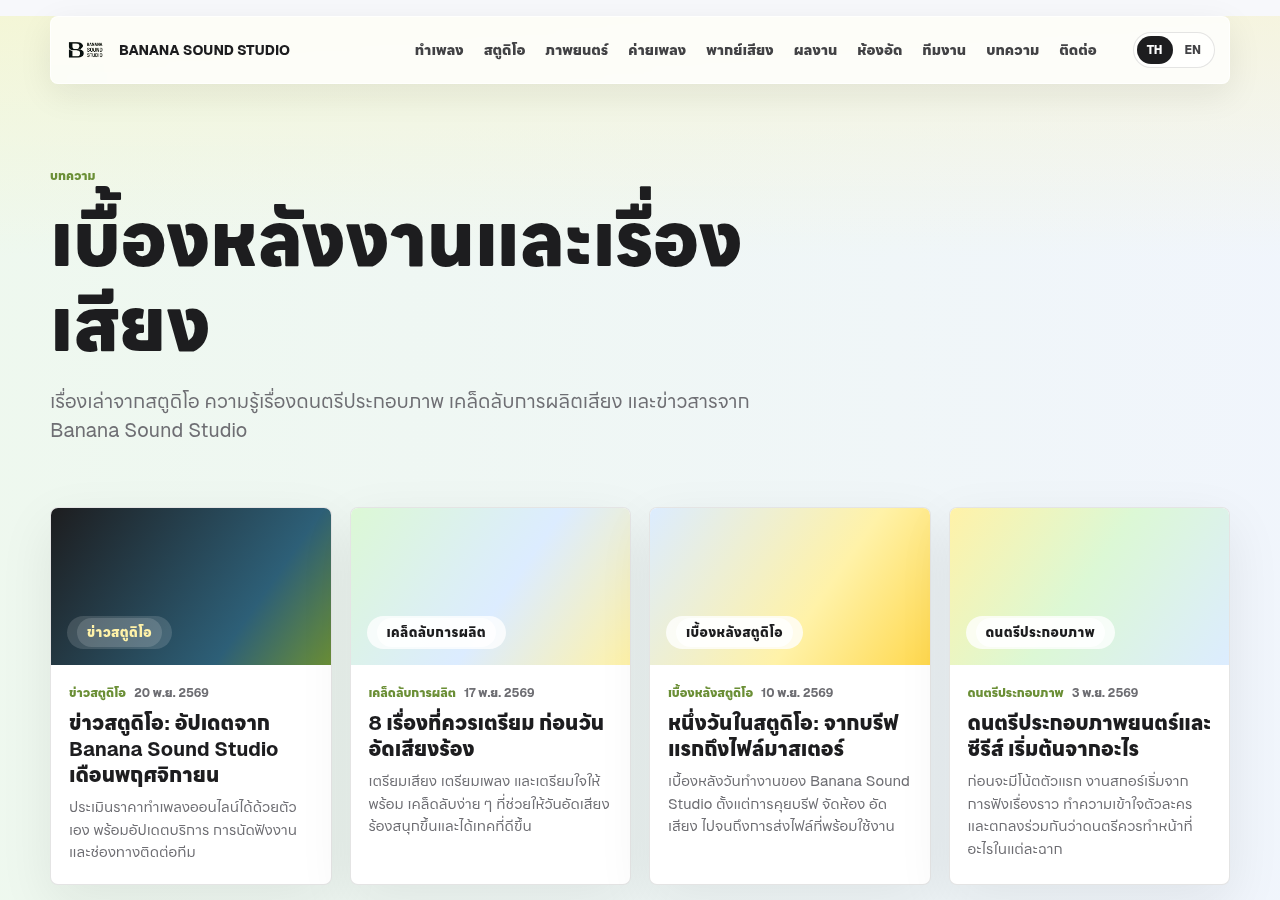 B BANANA SOUND STUDIO
BANANA SOUND STUDIO
ทำเพลง สตูดิโอ ภาพยนตร์ ค่ายเพลง พากย์เสียง ผลงาน ห้องอัด ทีมงาน บทความ ติดต่อ
TH EN
บทความ
เบื้องหลังงานและเรื่อง
เสียง
เรื่องเล่าจากสตูดิโอ ความรู้เรื่องดนตรีประกอบภาพ เคล็ดลับการผลิตเสียง และข่าวสารจาก
Banana Sound Studio
ข่าวสตูดิโอ
ข่าวสตูดิโอ 20 พ.ย. 2569
ข่าวสตูดิโอ: อัปเดตจาก
Banana Sound Studio
เดือนพฤศจิกายน
ประเมินราคาทำเพลงออนไลน์ได้ด้วยตัว
เอง พร้อมอัปเดตบริการ การนัดฟังงาน
และช่องทางติดต่อทีม
เคล็ดลับการผลิต
เคล็ดลับการผลิต 17 พ.ย. 2569
8 เรื่องที่ควรเตรียม ก่อนวัน
อัดเสียงร้อง
เตรียมเสียง เตรียมเพลง และเตรียมใจให้
พร้อม เคล็ดลับง่าย ๆ ที่ช่วยให้วันอัดเสียง
ร้องสนุกขึ้นและได้เทคที่ดีขึ้น
เบื้องหลังสตูดิโอ
เบื้องหลังสตูดิโอ 10 พ.ย. 2569
หนึ่งวันในสตูดิโอ: จากบรีฟ
แรกถึงไฟล์มาสเตอร์
เบื้องหลังวันทำงานของ Banana Sound
Studio ตั้งแต่การคุยบรีฟ จัดห้อง อัด
เสียง ไปจนถึงการส่งไฟล์ที่พร้อมใช้งาน
ดนตรีประกอบภาพ
ดนตรีประกอบภาพ 3 พ.ย. 2569
ดนตรีประกอบภาพยนตร์และ
ซีรีส์ เริ่มต้นจากอะไร
ก่อนจะมีโน้ตตัวแรก งานสกอร์เริ่มจาก
การฟังเรื่องราว ทำความเข้าใจตัวละคร
และตกลงร่วมกันว่าดนตรีควรทำหน้าที่
อะไรในแต่ละฉาก